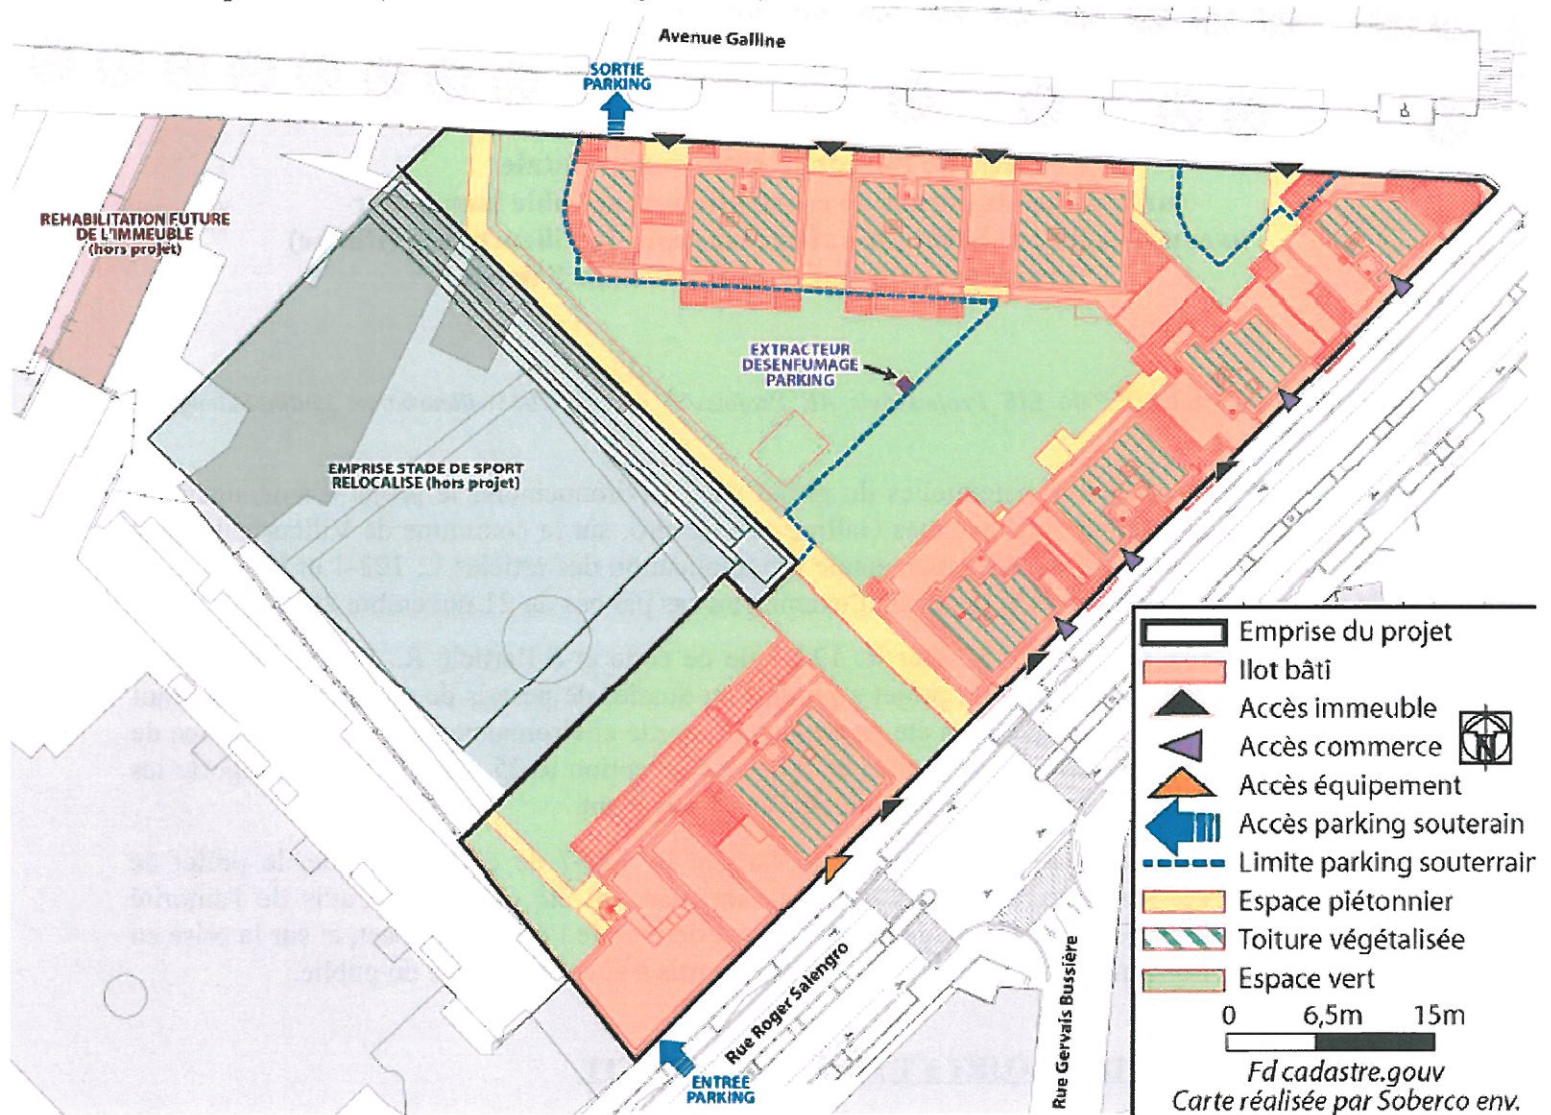 Avenue Galline
SORTIE
PARKING
REHABILITATION FUTURE
DE L'IMMEUBLE
(hors projet)
EXTRACTEUR
DESENFUMAGE
PARKING
EMPRISE STADE DE SPORT
RELOCALISE (hors projet)
Emprise du projet
Ilot bâti
Accès immeuble
Accès commerce
N
Accès équipement
Accès parking souterain
Limite parking souterrain
Espace piétonnier
Toiture végétalisée
Espace vert
0 6,5m 15m
Fd cadastre.gouv
Carte réalisée par Soberco env.
Rue Roger Salengro
Rue Gervais Bussière
ENTREE
PARKING